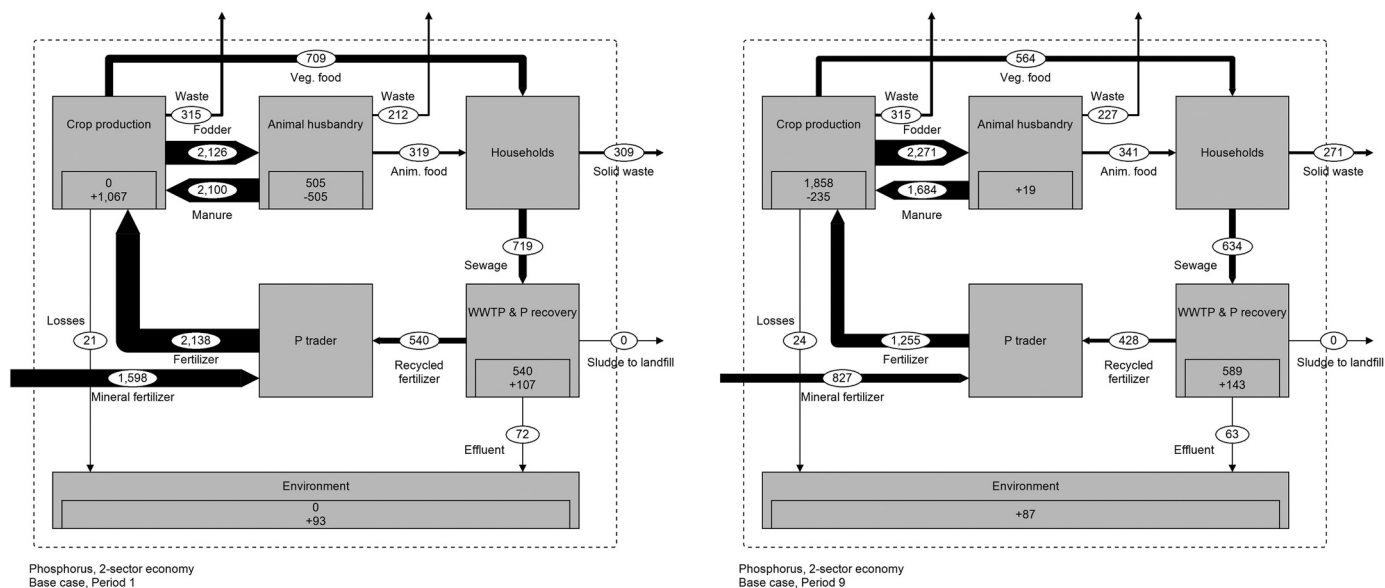 709
Veg. food
Waste
315
Crop production
0
+1,067
Fodder
2,126
2,100
Manure
Animal husbandry
505
-505
Waste
212
319
Anim. food
Households
309
Solid waste
719
Sewage
Losses
21
2,138
Fertilizer
1,598
Mineral fertilizer
P trader
540
Recycled
fertilizer
WWTP & P recovery
540
+107
0
Sludge to landfill
72
Effluent
Environment
0
+93
Phosphorus, 2-sector economy
Base case, Period 1
564
Veg. food
Waste
315
Crop production
1,858
-235
Fodder
2,271
1,684
Manure
Animal husbandry
+19
Waste
227
341
Anim. food
Households
271
Solid waste
634
Sewage
Losses
24
1,255
Fertilizer
827
Mineral fertilizer
P trader
428
Recycled
fertilizer
WWTP & P recovery
589
+143
0
Sludge to landfill
63
Effluent
Environment
+87
Phosphorus, 2-sector economy
Base case, Period 9